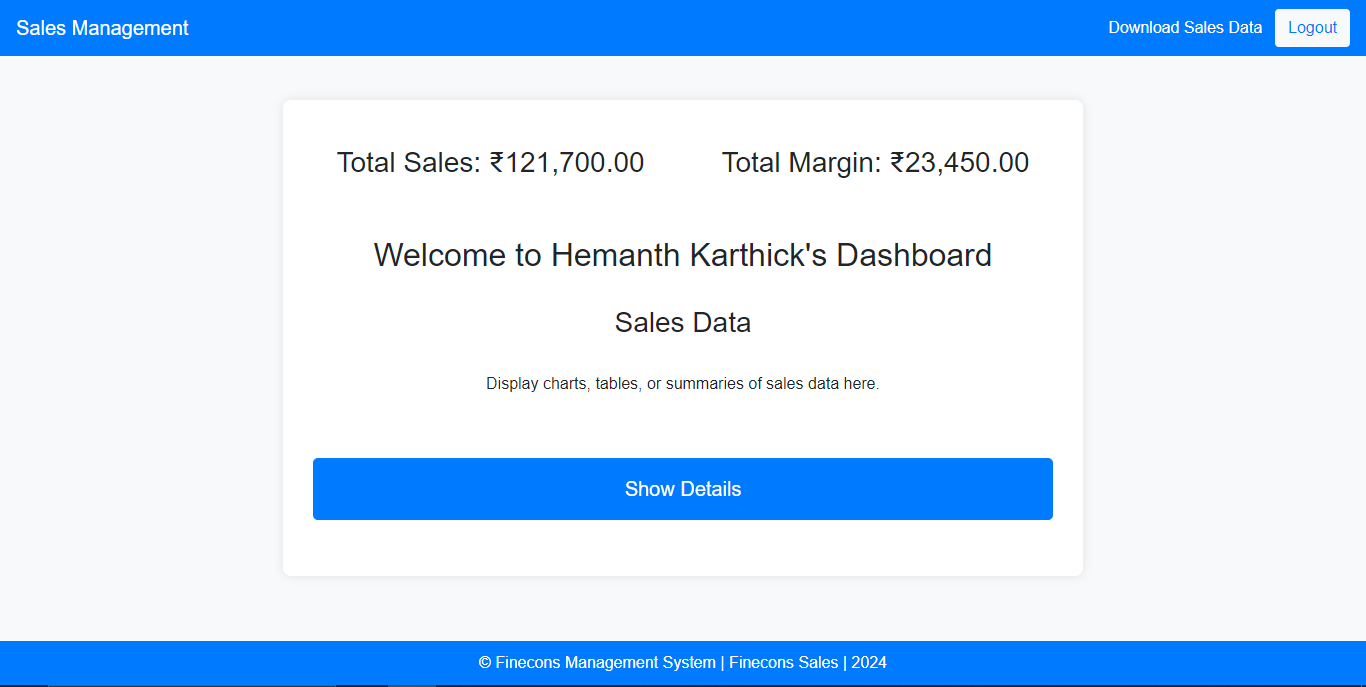 Sales Management
Download Sales Data
Logout
Total Sales: ₹121,700.00
Total Margin: ₹23,450.00
Welcome to Hemanth Karthick's Dashboard
Sales Data
Display charts, tables, or summaries of sales data here.
Show Details
© Finecons Management System | Finecons Sales | 2024